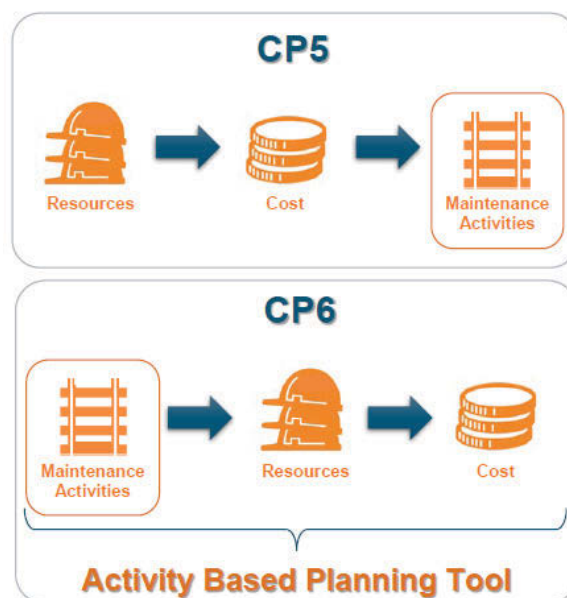 CP5
Resources
Cost
Maintenance
Activities
CP6
Maintenance
Activities
Resources
Cost
Activity Based Planning Tool